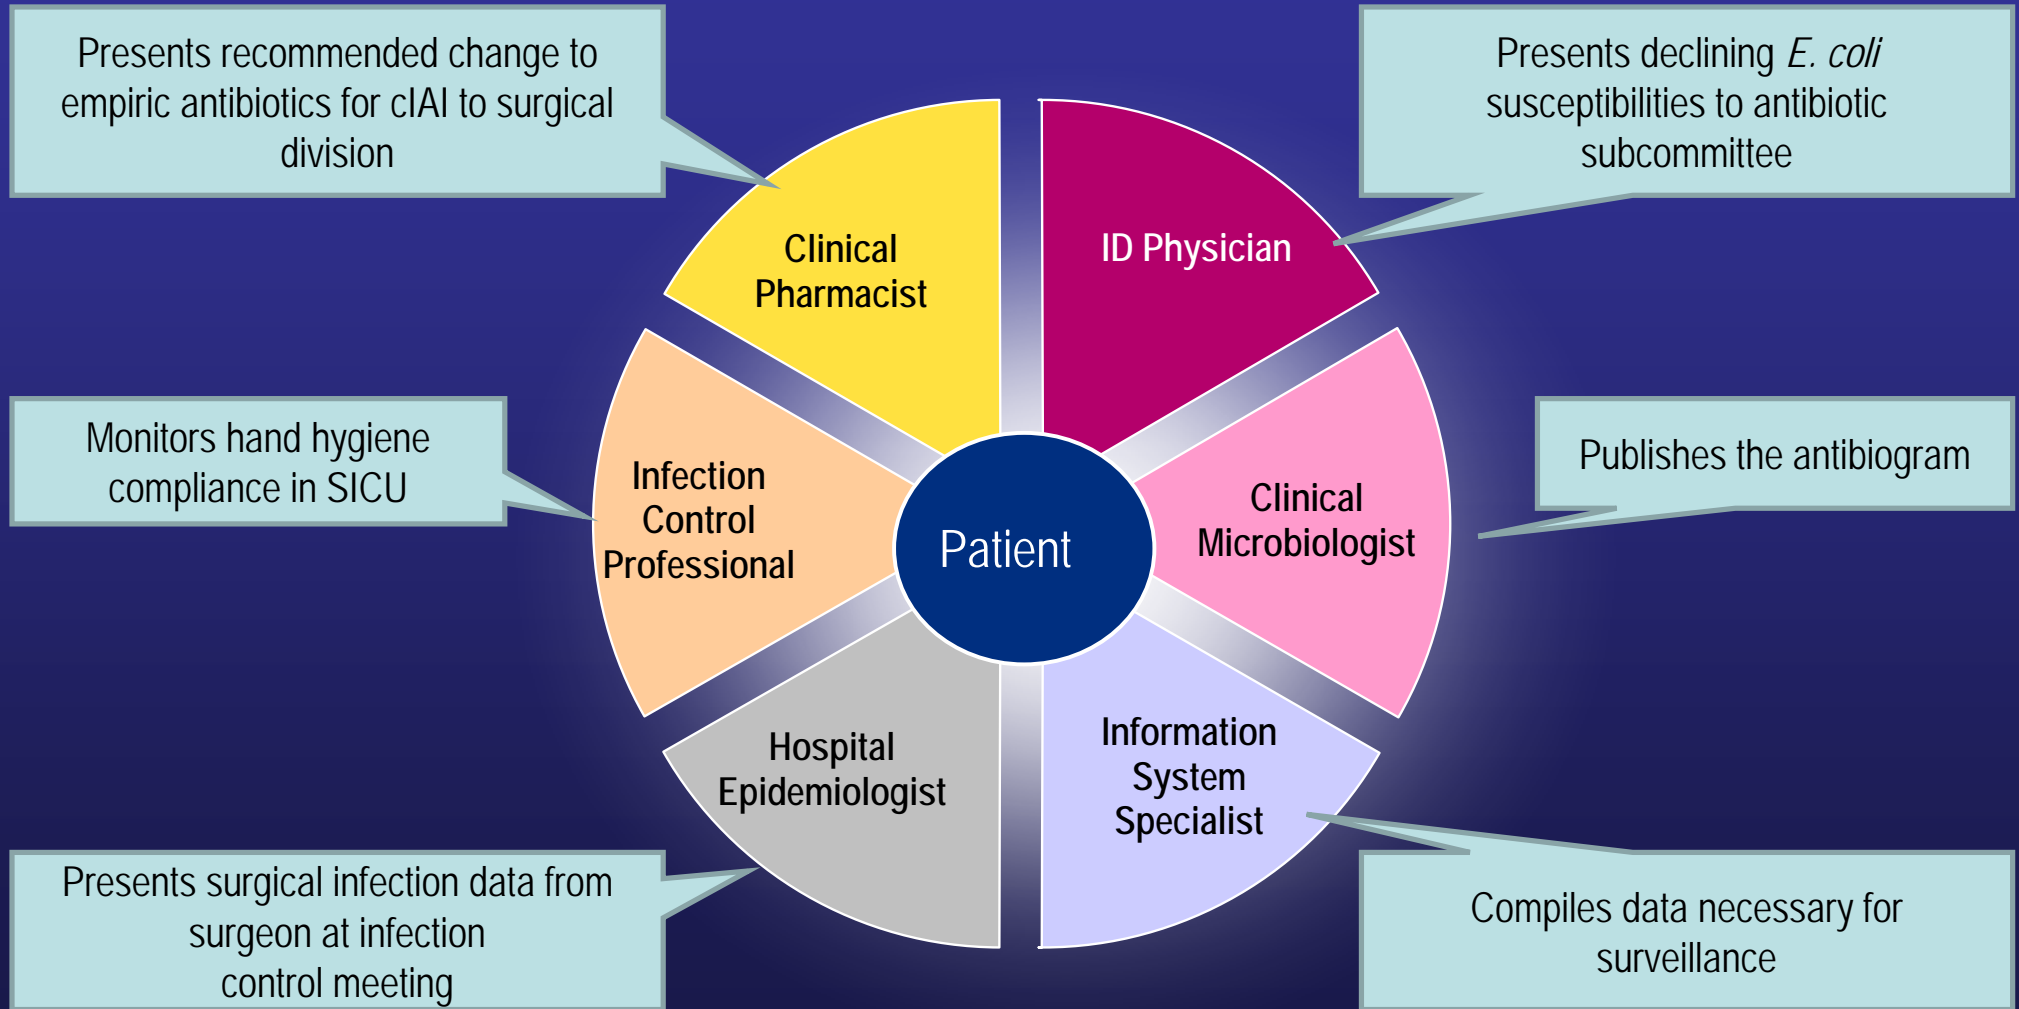 Presents recommended change to
empiric antibiotics for cIAI to surgical
division
Presents declining E. coli
susceptibilities to antibiotic
subcommittee
Clinical
Pharmacist
ID Physician
Monitors hand hygiene
compliance in SICU
Infection
Control
Professional
Patient
Clinical
Microbiologist
Publishes the antibiogram
Hospital
Epidemiologist
Information
System
Specialist
Presents surgical infection data from
surgeon at infection
control meeting
Compiles data necessary for
surveillance